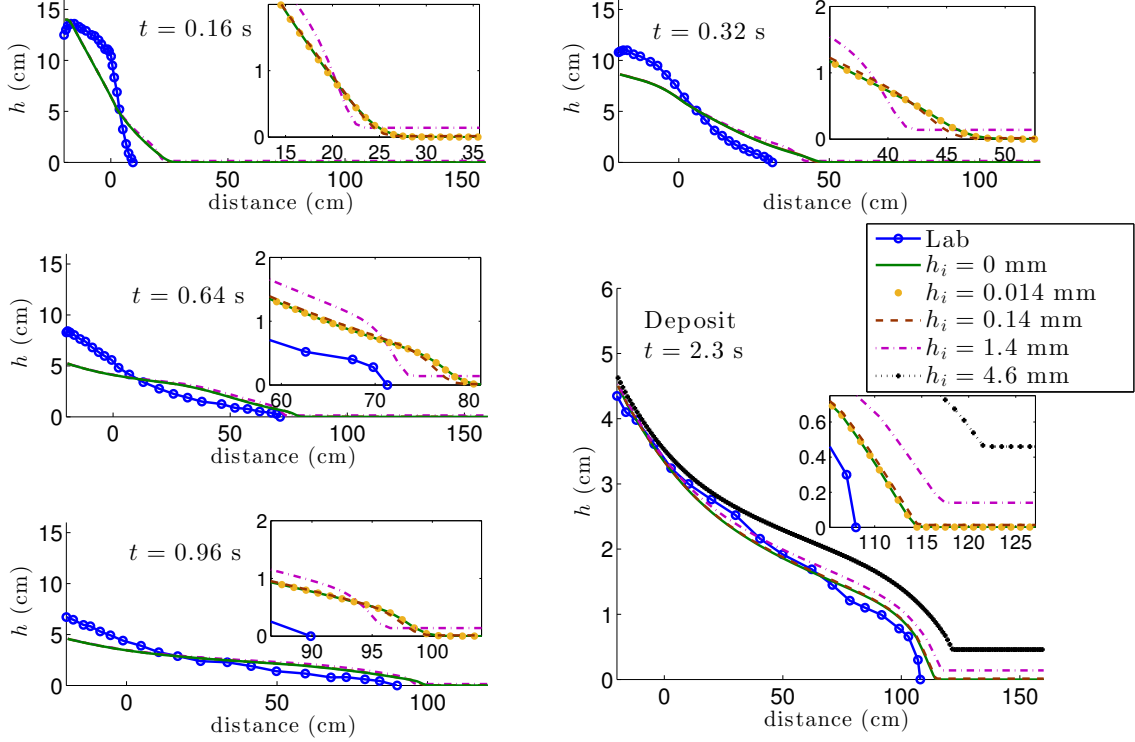 15
10
5
0
h (cm)
t = 0.16 s
2
1
0
15 20 25 30 35
0 50 100 150
distance (cm)
15
10
5
0
h (cm)
t = 0.32 s
2
1
0
40 45 50
0 50 100
distance (cm)
15
10
5
0
h (cm)
t = 0.64 s
2
1
0
60 70 80
0 50 100 150
distance (cm)
15
10
5
0
h (cm)
t = 0.96 s
2
1
0
90 95 100
0 50 100
distance (cm)
Lab
h_i = 0 mm
h_i = 0.014 mm
h_i = 0.14 mm
h_i = 1.4 mm
h_i = 4.6 mm
6
5
4
3
2
1
0
h (cm)
Deposit
t = 2.3 s
0.6
0.4
0.2
0
110 115 120 125
0 50 100 150
distance (cm)